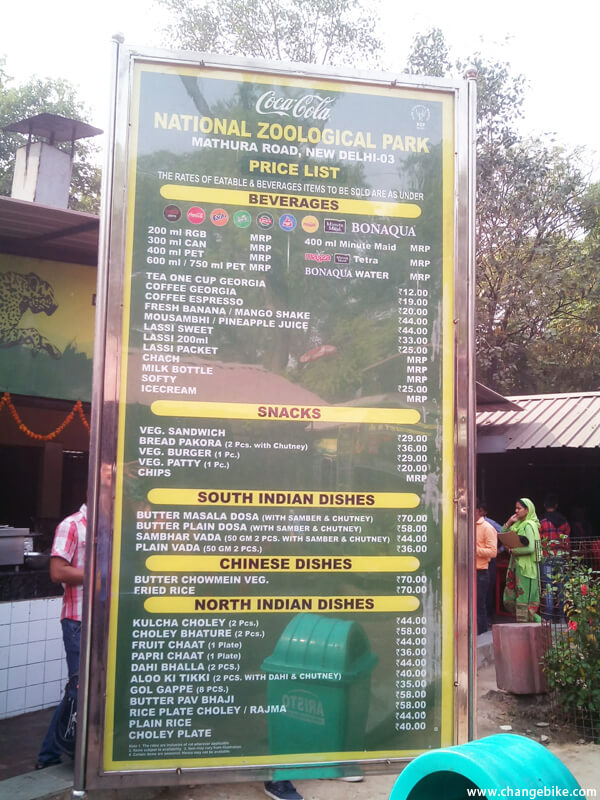 Coca-Cola
NATIONAL ZOOLOGICAL PARK
MATHURA ROAD, NEW DELHI-03
PRICE LIST
THE RATES OF EATABLE & BEVERAGES ITEMS TO BE SOLD ARE AS UNDER
BEVERAGES
Minute Maid BONAQUA
200 ml RGB MRP 400 ml Minute Maid MRP
300 ml CAN MRP
400 ml PET MRP maaza Tetra MRP
600 ml / 750 ml PET MRP BONAQUA WATER MRP
TEA ONE CUP GEORGIA ₹12.00
COFFEE GEORGIA ₹19.00
COFFEE ESPRESSO ₹20.00
FRESH BANANA / MANGO SHAKE ₹44.00
MOUSAMBHI / PINEAPPLE JUICE ₹44.00
LASSI SWEET ₹33.00
LASSI 200ml ₹25.00
LASSI PACKET MRP
CHACH MRP
MILK BOTTLE MRP
SOFTY ₹25.00
ICECREAM MRP
SNACKS
VEG. SANDWICH ₹29.00
BREAD PAKORA (2 Pcs. with Chutney) ₹36.00
VEG. BURGER (1 Pc.) ₹29.00
VEG. PATTY (1 Pc.) ₹20.00
CHIPS MRP
SOUTH INDIAN DISHES
BUTTER MASALA DOSA (WITH SAMBER & CHUTNEY) ₹70.00
BUTTER PLAIN DOSA (WITH SAMBER & CHUTNEY) ₹58.00
SAMBHAR VADA (50 GM 2 PCS. WITH SAMBER & CHUTNEY) ₹44.00
PLAIN VADA (50 GM 2 PCS.) ₹36.00
CHINESE DISHES
BUTTER CHOWMEIN VEG. ₹70.00
FRIED RICE ₹70.00
NORTH INDIAN DISHES
KULCHA CHOLEY (2 Pcs.) ₹44.00
CHOLEY BHATURE (2 Pcs.) ₹58.00
FRUIT CHAAT (1 Plate) ₹44.00
PAPRI CHAAT (1 Plate) ₹36.00
DAHI BHALLA (2 PCS.) ₹44.00
ALOO KI TIKKI (2 PCS. WITH DAHI & CHUTNEY) ₹40.00
GOL GAPPE (8 PCS.) ₹35.00
BUTTER PAV BHAJI ₹58.00
RICE PLATE CHOLEY / RAJMA ₹58.00
PLAIN RICE ₹44.00
CHOLEY PLATE ₹40.00
ARISTO
www.changebike.com